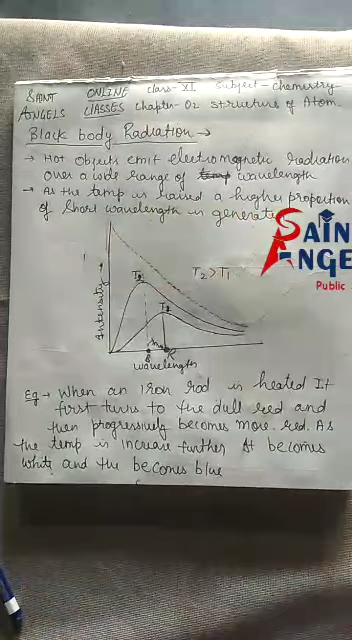 SAINT ONLINE class-XI subject-chemistry
ANGELS CLASSES chapter-02 structure of Atom.
Black body Radiation →
→ Hot objects emit electromagnetic radiation
over a wide range of wavelength
→ As the temp is raised a higher proportion
of short wavelength is generate
SAIN
ANGE
Public
T2 > T1
T2
T1
Intensity →
B
R
wavelength
Eg → When an Iron rod is heated It
first turns to the dull red and
then progressively becomes more red. As
the temp is increase further It becomes
white and the becomes blue